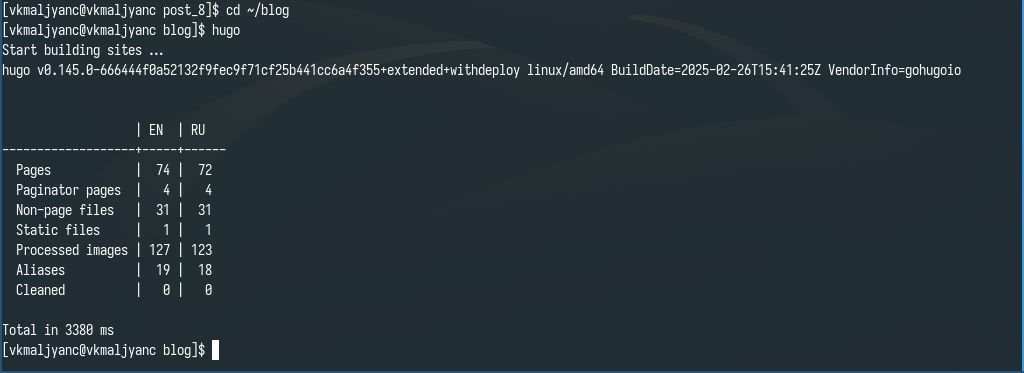 [vkmaljyanc@vkmaljyanc post_8]$ cd ~/blog
[vkmaljyanc@vkmaljyanc blog]$ hugo
Start building sites …
hugo v0.145.0-666444f0a52132f9fec9f71cf25b441cc6a4f355+extended+withdeploy linux/amd64 BuildDate=2025-02-26T15:41:25Z VendorInfo=gohugoio
                   | EN  | RU
-------------------+-----+------
  Pages            |  74 |  72
  Paginator pages  |   4 |   4
  Non-page files   |  31 |  31
  Static files     |   1 |   1
  Processed images | 127 | 123
  Aliases          |  19 |  18
  Cleaned          |   0 |   0
Total in 3380 ms
[vkmaljyanc@vkmaljyanc blog]$